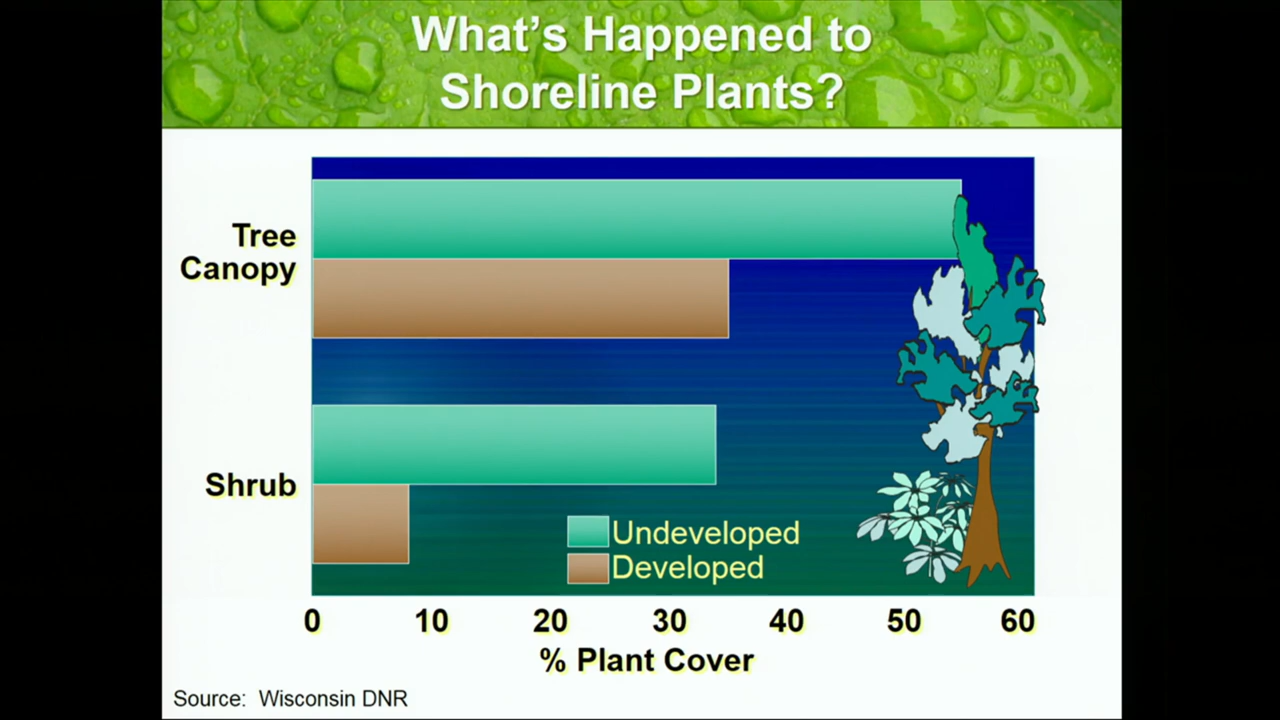 What's Happened to
Shoreline Plants?
Tree
Canopy
Shrub
Undeveloped
Developed
0 10 20 30 40 50 60
% Plant Cover
Source: Wisconsin DNR